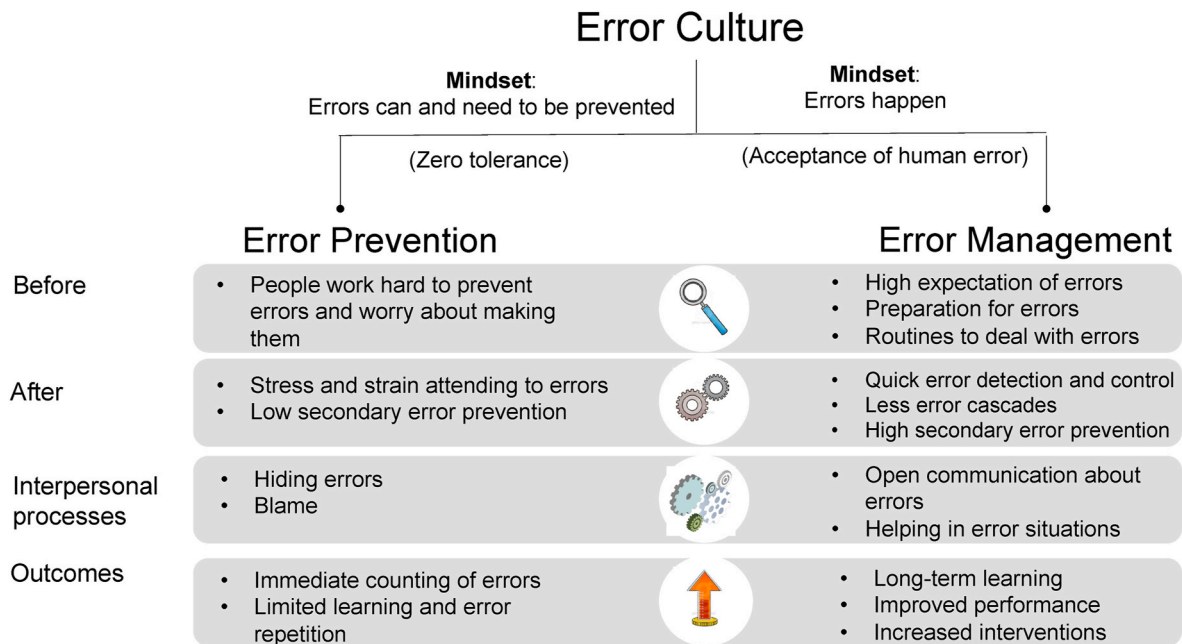 Error Culture
Mindset:
Errors can and need to be prevented
Mindset:
Errors happen
(Zero tolerance)
(Acceptance of human error)
Error Prevention
Error Management
Before
• People work hard to prevent
errors and worry about making
them
• High expectation of errors
• Preparation for errors
• Routines to deal with errors
After
• Stress and strain attending to errors
• Low secondary error prevention
• Quick error detection and control
• Less error cascades
• High secondary error prevention
Interpersonal
processes
• Hiding errors
• Blame
• Open communication about
errors
• Helping in error situations
Outcomes
• Immediate counting of errors
• Limited learning and error
repetition
• Long-term learning
• Improved performance
• Increased interventions